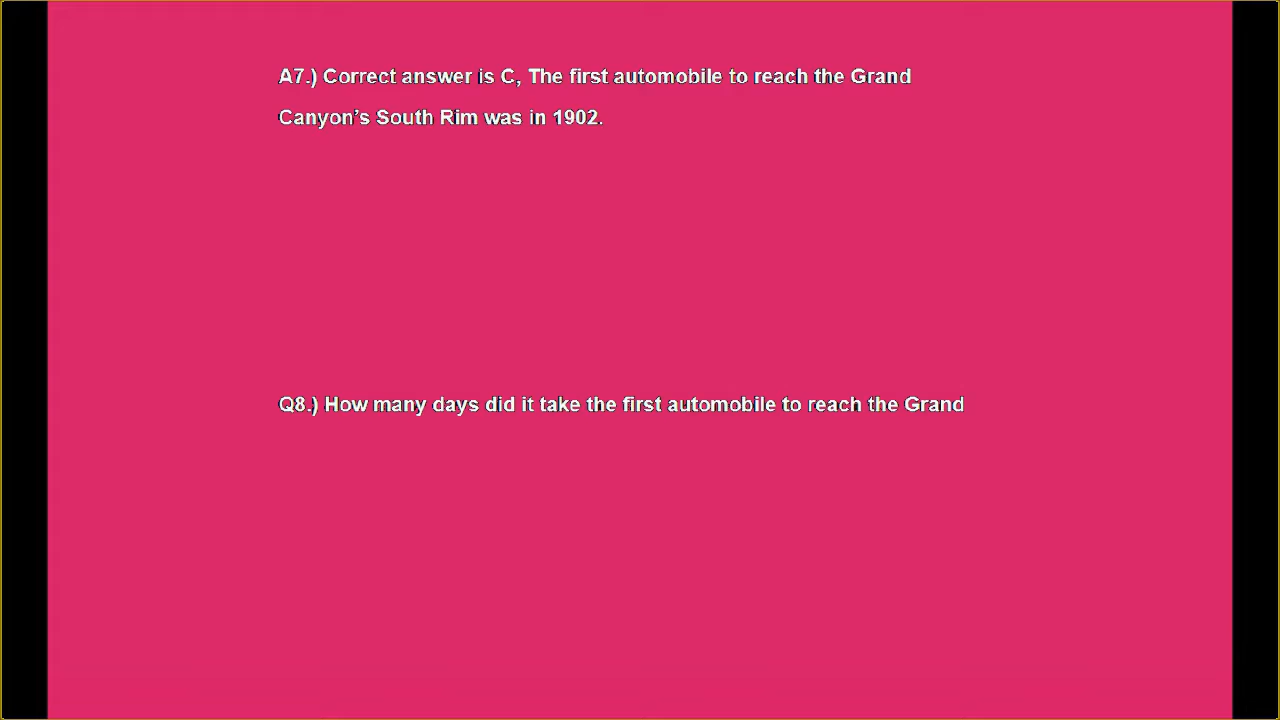 A7.) Correct answer is C, The first automobile to reach the Grand
Canyon’s South Rim was in 1902.
Q8.) How many days did it take the first automobile to reach the Grand